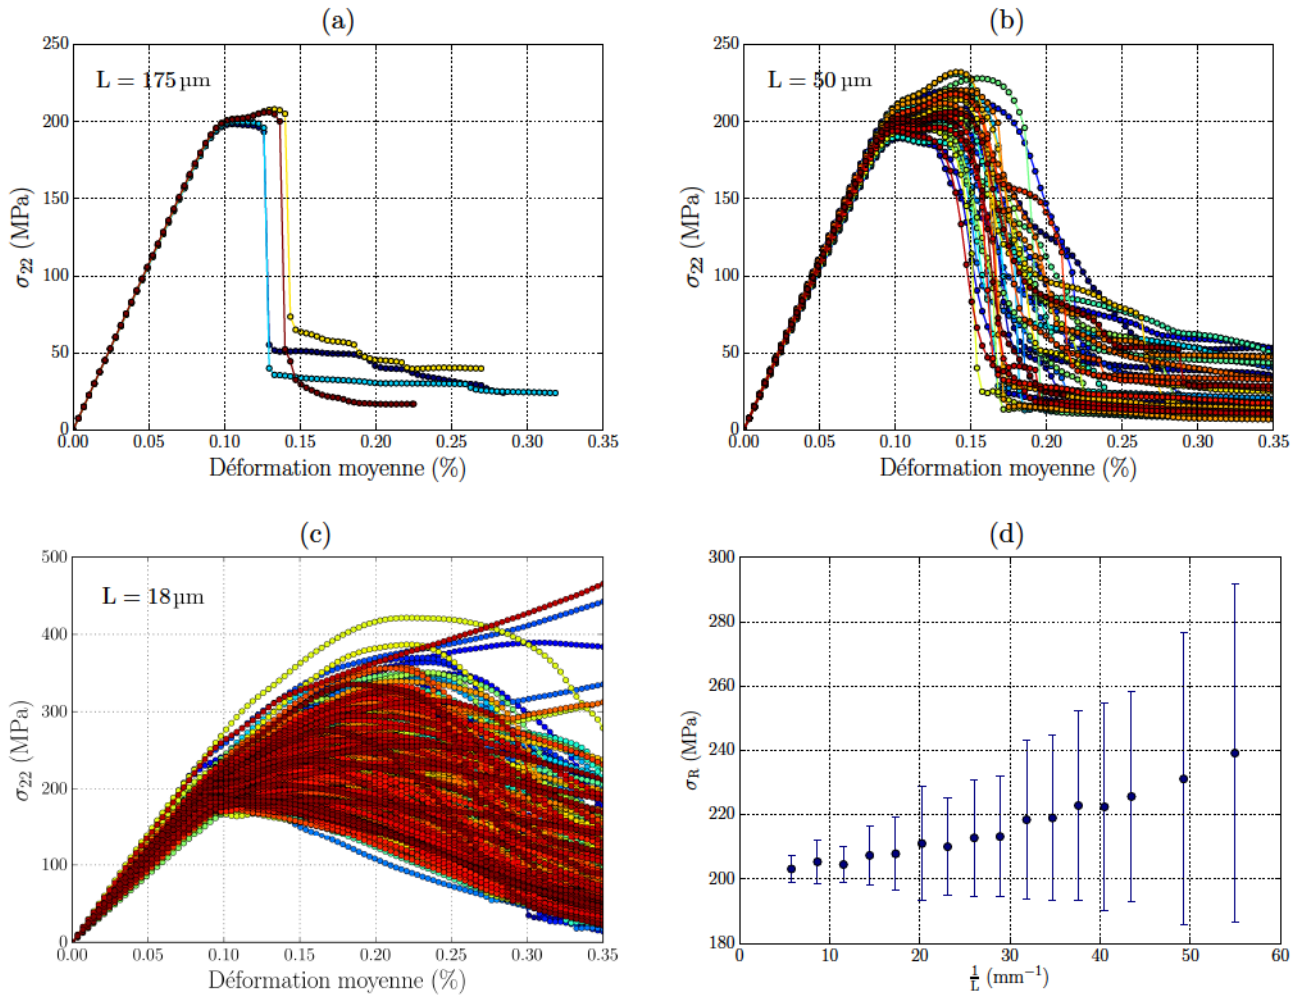 (a)
250
200
150
100
50
0
σ22 (MPa)
L = 175 µm
0.00 0.05 0.10 0.15 0.20 0.25 0.30 0.35
Déformation moyenne (%)
(b)
250
200
150
100
50
0
σ22 (MPa)
L = 50 µm
0.00 0.05 0.10 0.15 0.20 0.25 0.30 0.35
Déformation moyenne (%)
(c)
500
400
300
200
100
0
σ22 (MPa)
L = 18 µm
0.00 0.05 0.10 0.15 0.20 0.25 0.30 0.35
Déformation moyenne (%)
(d)
300
280
260
240
220
200
180
σR (MPa)
0 10 20 30 40 50 60
1/L (mm⁻¹)